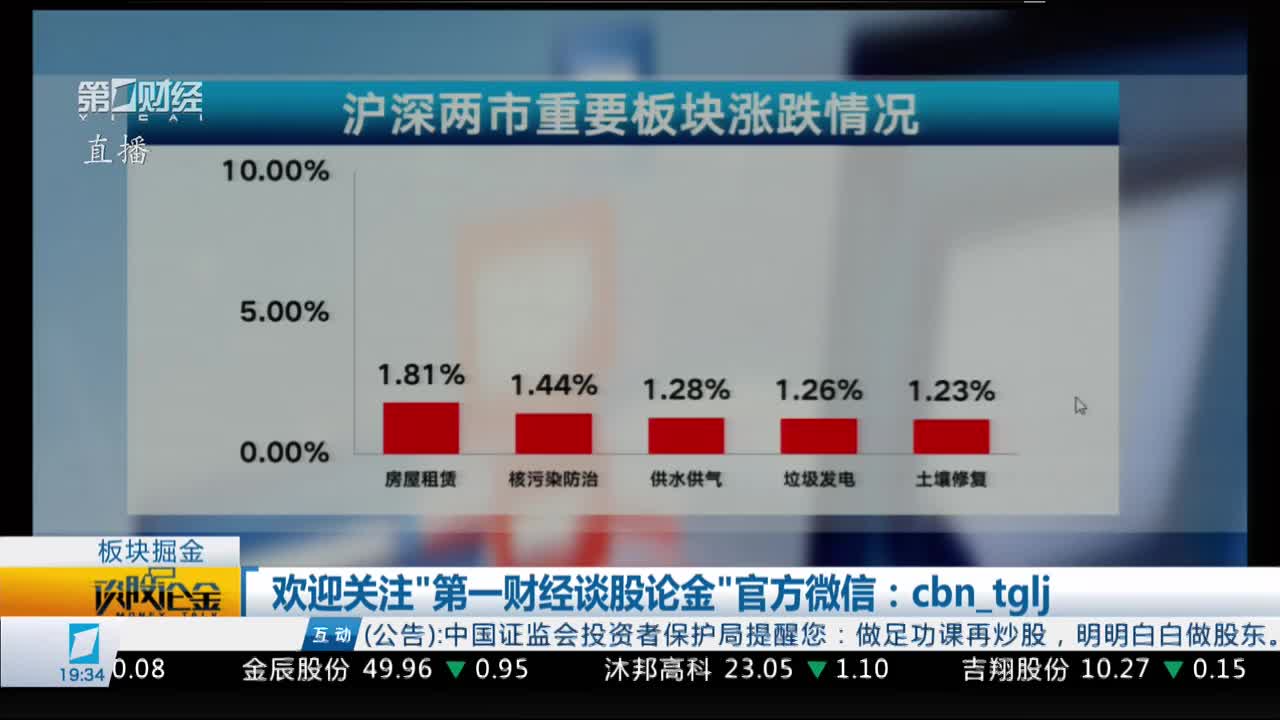 第一财经
YICAI
直播
沪深两市重要板块涨跌情况
10.00%
5.00%
0.00%
1.81% 1.44% 1.28% 1.26% 1.23%
房屋租赁 核污染防治 供水供气 垃圾发电 土壤修复
板块掘金
谈股论金
MONEY TALK
欢迎关注"第一财经谈股论金"官方微信：cbn_tglj
互动 (公告):中国证监会投资者保护局提醒您：做足功课再炒股，明明白白做股东。
19:34
0.08 金辰股份 49.96 ▼ 0.95 沐邦高科 23.05 ▼ 1.10 吉翔股份 10.27 ▼ 0.15